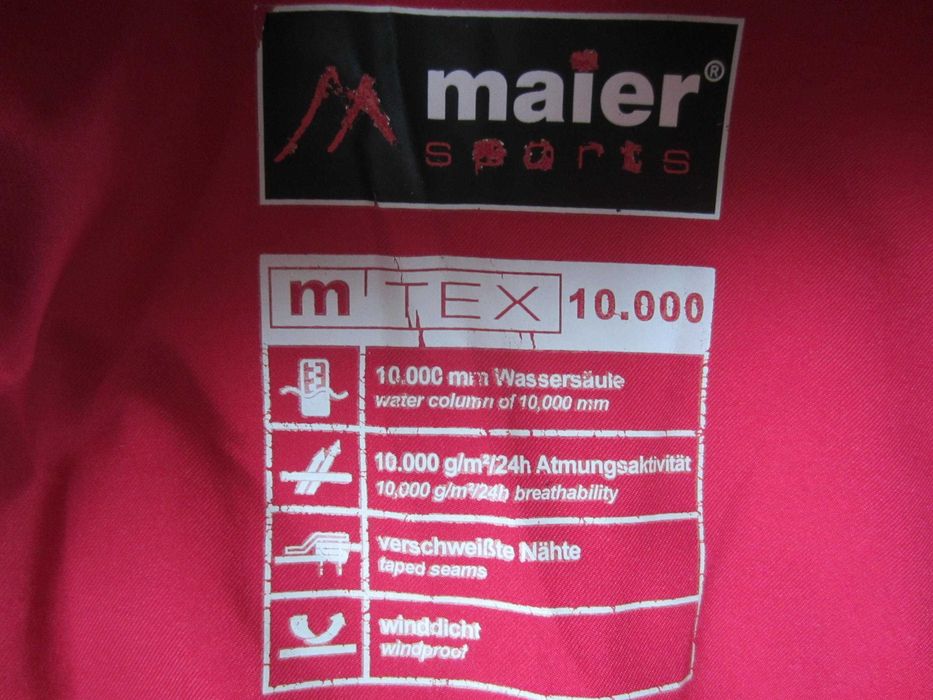 maier®
sports
m'TEX 10.000
10.000 mm Wassersäule
water column of 10,000 mm
10.000 g/m²/24h Atmungsaktivität
10,000 g/m²/24h breathability
verschweißte Nähte
taped seams
winddicht
windproof